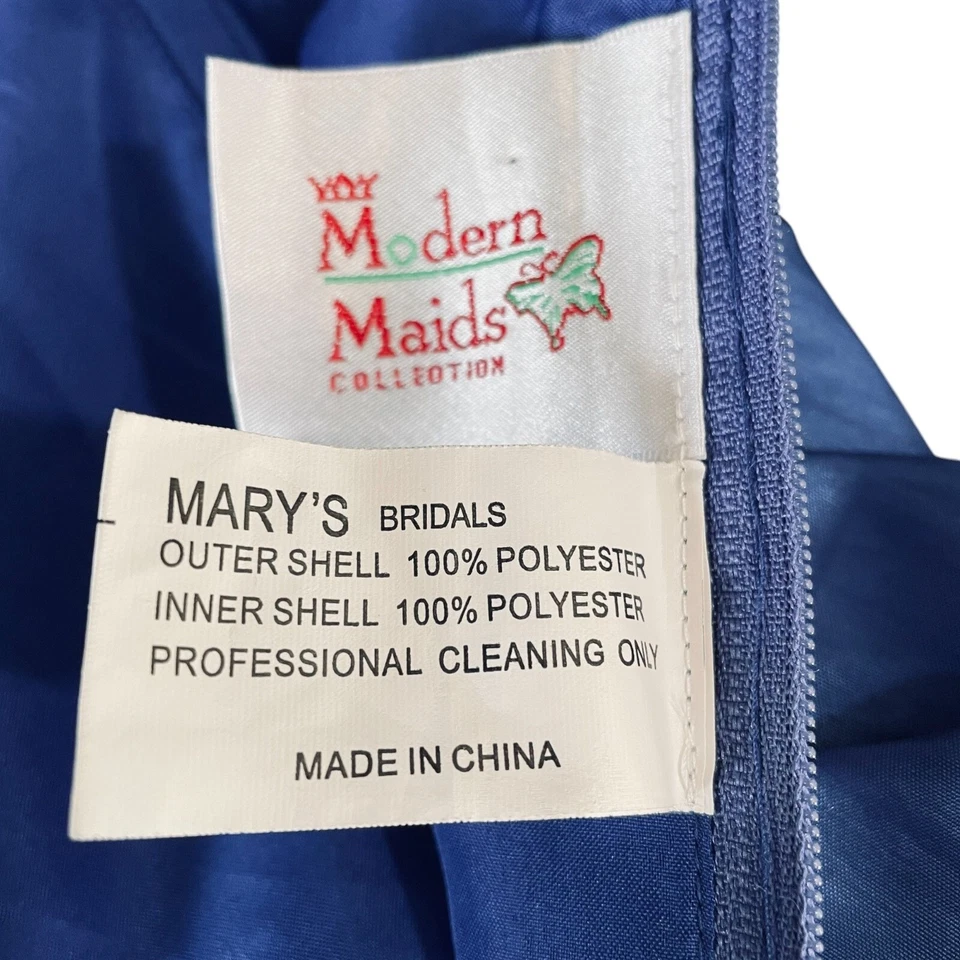 Modern
Maids
COLLECTION
MARY'S BRIDALS
OUTER SHELL 100% POLYESTER
INNER SHELL 100% POLYESTER
PROFESSIONAL CLEANING ONLY
MADE IN CHINA